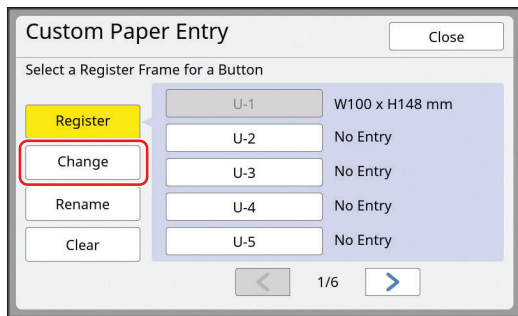 Custom Paper Entry
Close
Select a Register Frame for a Button
Register
Change
Rename
Clear
U-1 W100 x H148 mm
U-2 No Entry
U-3 No Entry
U-4 No Entry
U-5 No Entry
< 1/6 >